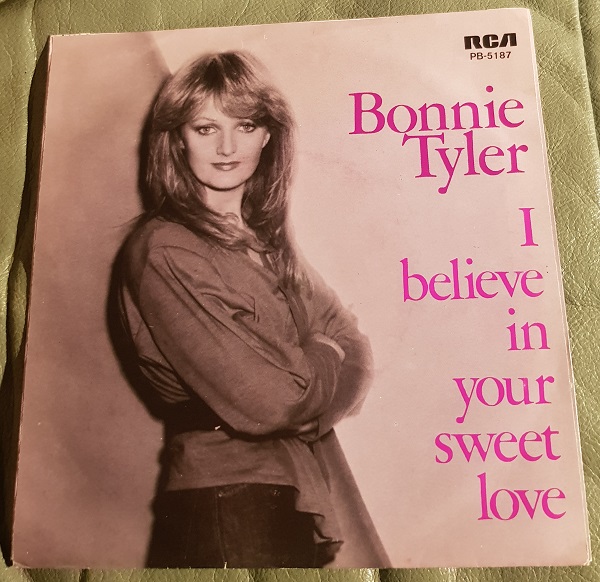 RCA
PB-5187
Bonnie
Tyler
I
believe
in
your
sweet
love